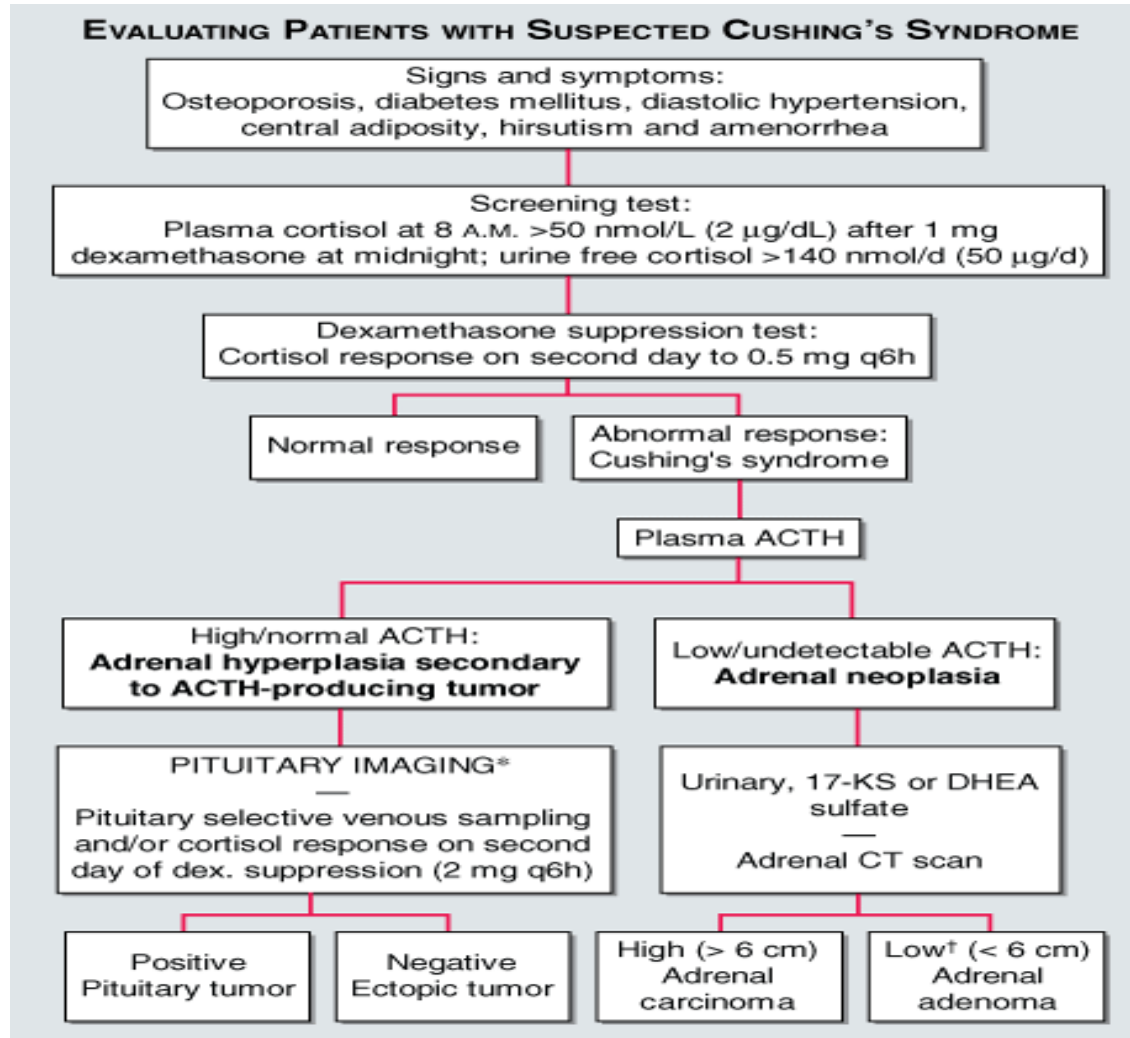 EVALUATING PATIENTS WITH SUSPECTED CUSHING'S SYNDROME
Signs and symptoms:
Osteoporosis, diabetes mellitus, diastolic hypertension,
central adiposity, hirsutism and amenorrhea
Screening test:
Plasma cortisol at 8 A.M. >50 nmol/L (2 μg/dL) after 1 mg
dexamethasone at midnight; urine free cortisol >140 nmol/d (50 μg/d)
Dexamethasone suppression test:
Cortisol response on second day to 0.5 mg q6h
Normal response
Abnormal response:
Cushing's syndrome
Plasma ACTH
High/normal ACTH:
Adrenal hyperplasia secondary
to ACTH-producing tumor
Low/undetectable ACTH:
Adrenal neoplasia
PITUITARY IMAGING*
—
Pituitary selective venous sampling
and/or cortisol response on second
day of dex. suppression (2 mg q6h)
Urinary, 17-KS or DHEA
sulfate
—
Adrenal CT scan
Positive
Pituitary tumor
Negative
Ectopic tumor
High (> 6 cm)
Adrenal
carcinoma
Low† (< 6 cm)
Adrenal
adenoma